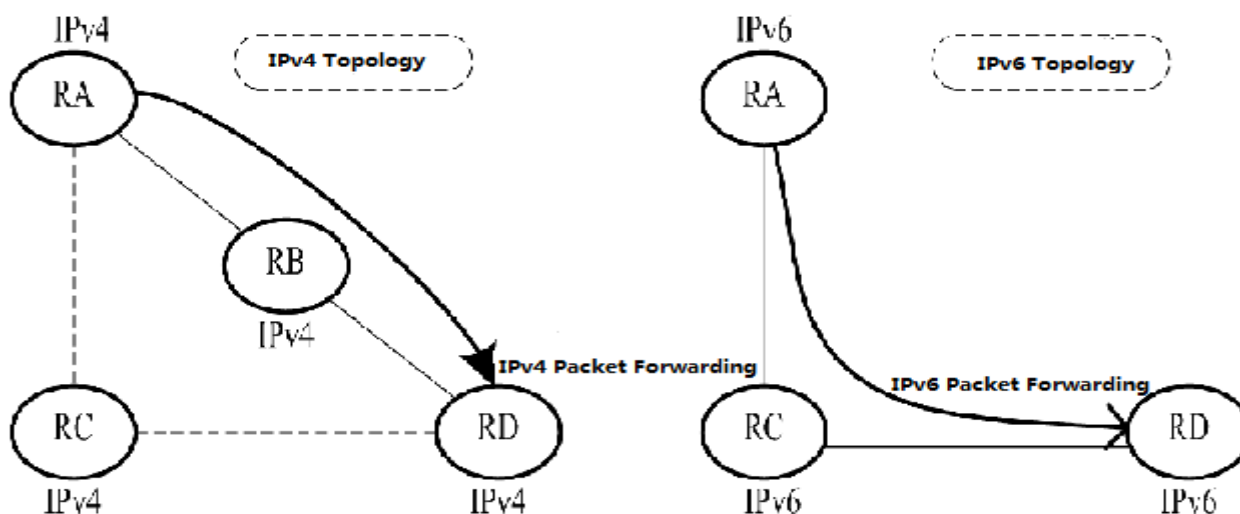 IPv4
IPv4 Topology
RA
RB
IPv4
IPv4 Packet Forwarding
RC
RD
IPv4
IPv4
IPv6
IPv6 Topology
RA
IPv6 Packet Forwarding
RC
RD
IPv6
IPv6